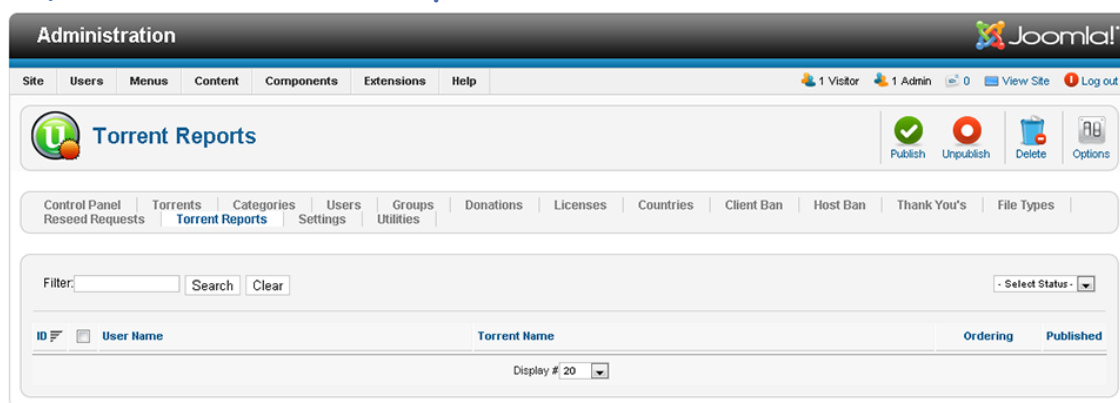 Administration Joomla!
Site Users Menus Content Components Extensions Help 1 Visitor 1 Admin 0 View Site Log out
Torrent Reports Publish Unpublish Delete Options
Control Panel Torrents Categories Users Groups Donations Licenses Countries Client Ban Host Ban Thank You's File Types
Reseed Requests Torrent Reports Settings Utilities
Filter: Search Clear - Select Status -
ID User Name Torrent Name Ordering Published
Display # 20